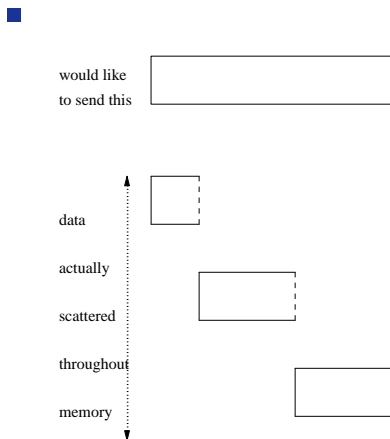 would like
to send this
data
actually
scattered
throughout
memory